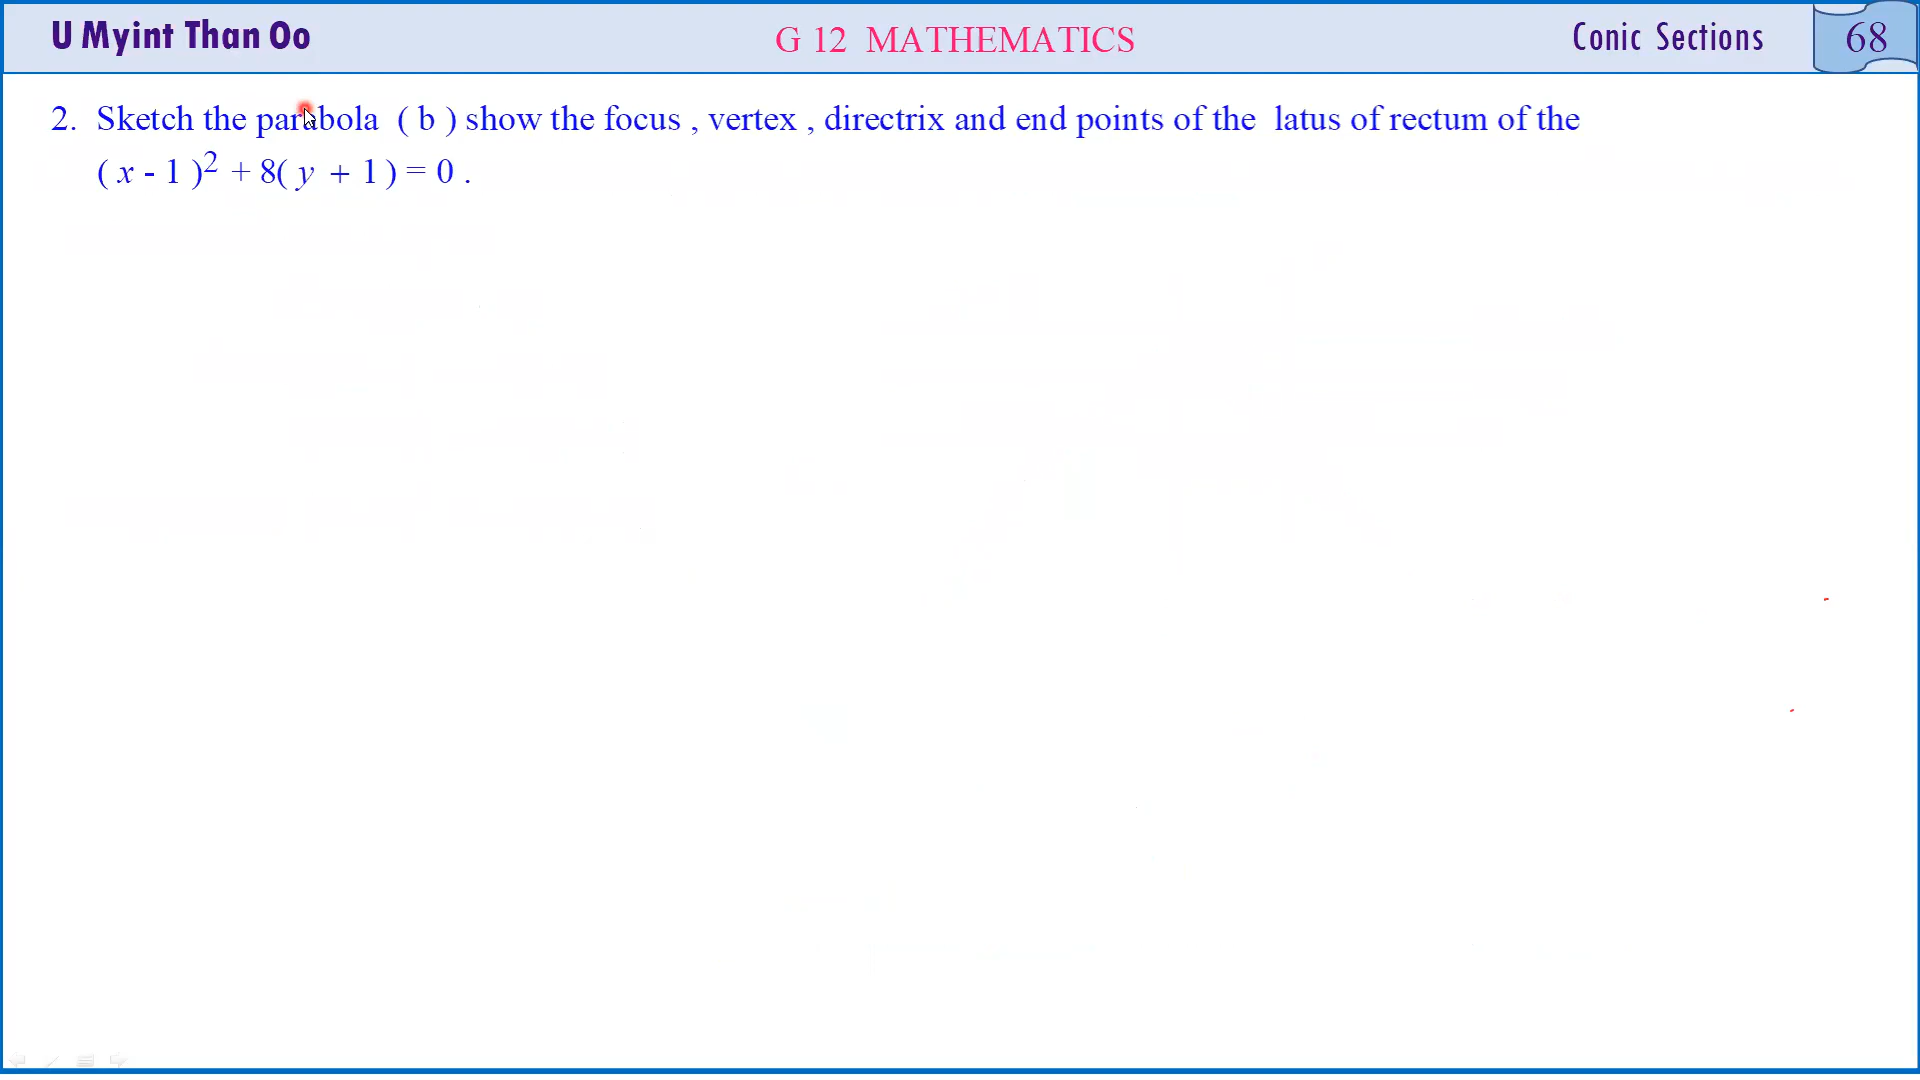 U Myint Than Oo
G 12 MATHEMATICS
Conic Sections
68
2. Sketch the parabola ( b ) show the focus , vertex , directrix and end points of the latus of rectum of the
( x - 1 )² + 8( y + 1 ) = 0 .